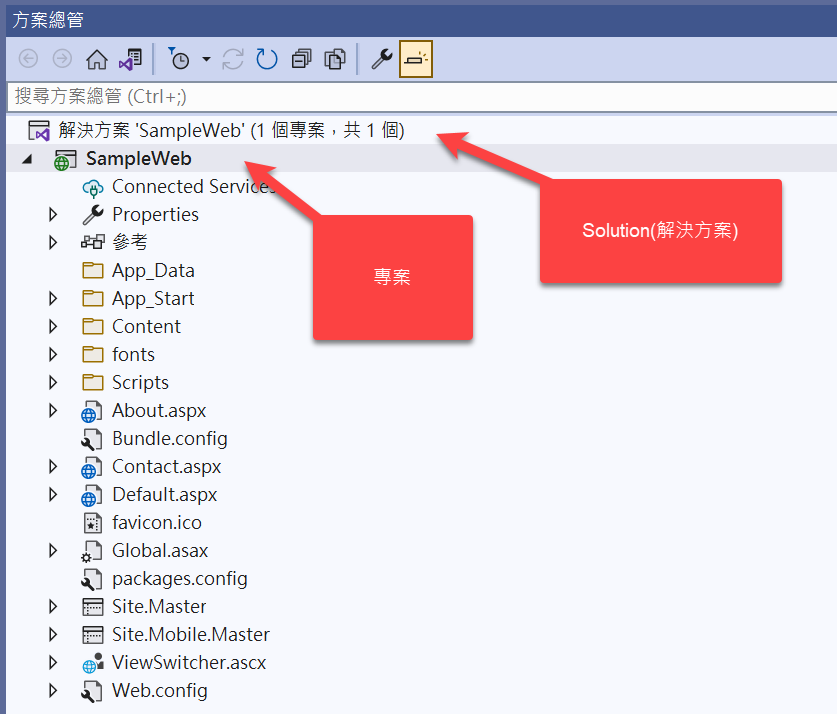 方案總管
搜尋方案總管 (Ctrl+;)
解決方案 'SampleWeb' (1 個專案，共 1 個)
SampleWeb
Connected Services
Properties
參考
App_Data
App_Start
Content
fonts
Scripts
About.aspx
Bundle.config
Contact.aspx
Default.aspx
favicon.ico
Global.asax
packages.config
Site.Master
Site.Mobile.Master
ViewSwitcher.ascx
Web.config
專案
Solution(解決方案)